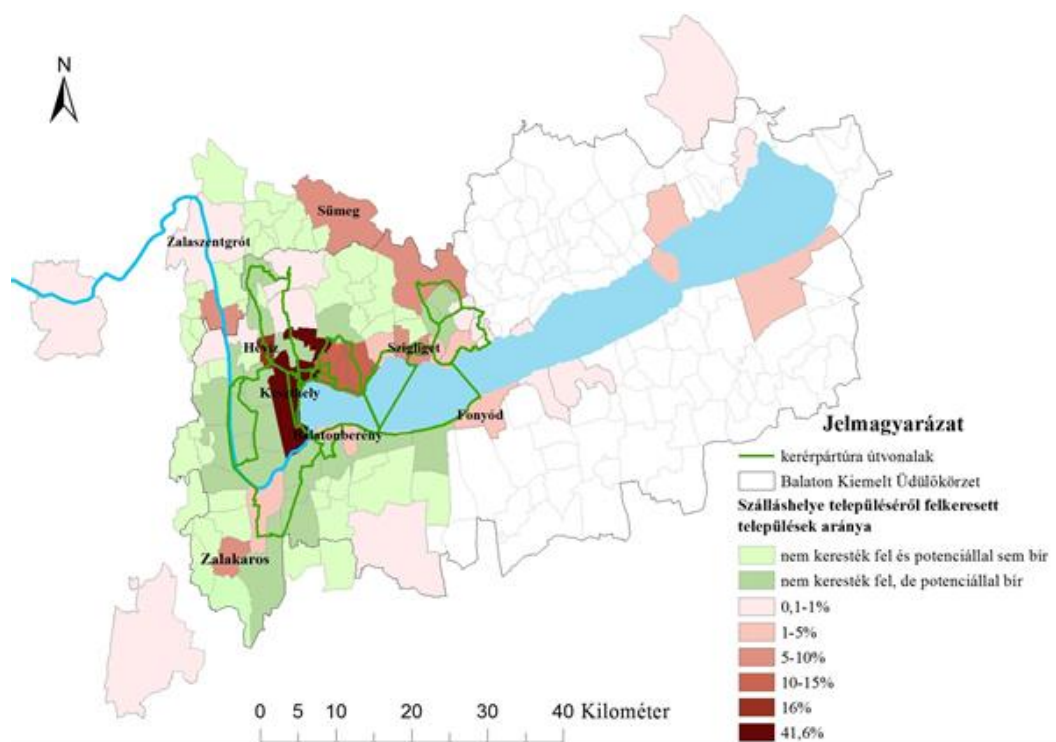 N
Sümeg
Zalaszentgrót
Hévíz
Szigliget
Keszthely
Fonyód
Balatonberény
Zalakaros
Jelmagyarázat
kerérpártúra útvonalak
Balaton Kiemelt Üdülőkörzet
Szálláshelye településéről felkeresett
települések aránya
nem keresték fel és potenciállal sem bír
nem keresték fel, de potenciállal bír
0,1-1%
1-5%
5-10%
10-15%
16%
41,6%
0 5 10 20 30 40 Kilométer